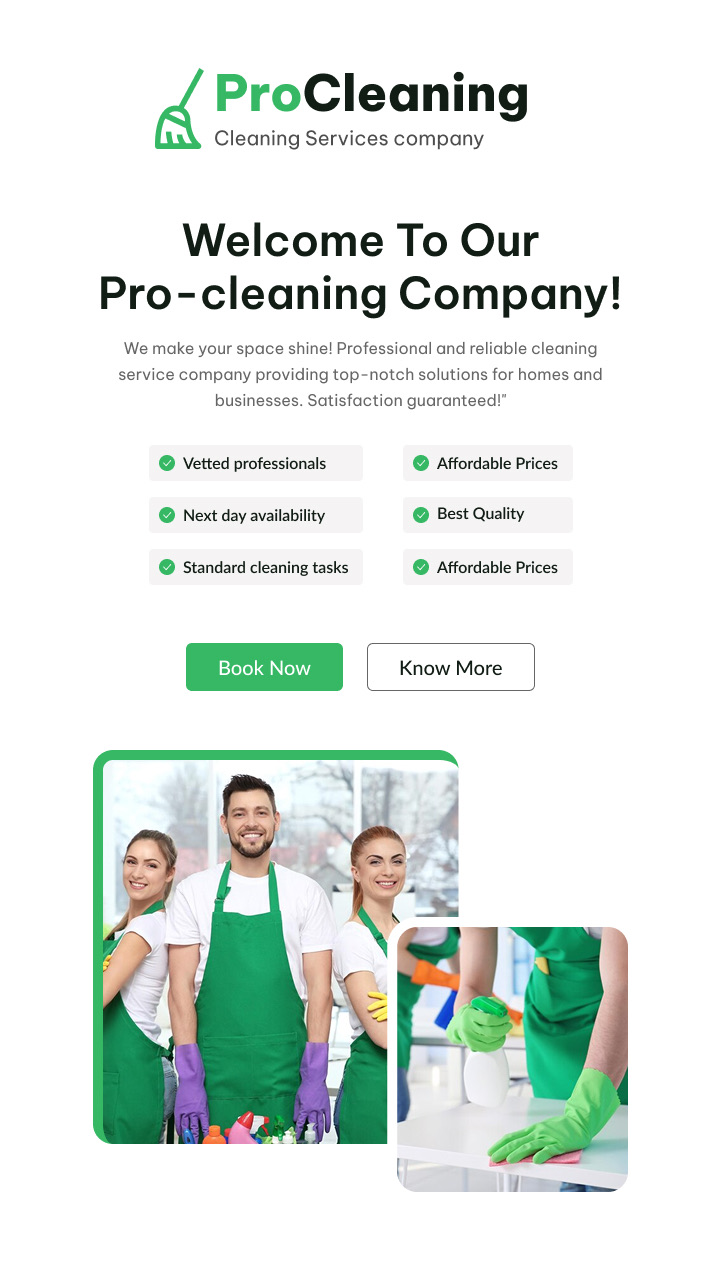 ProCleaning
Cleaning Services company
Welcome To Our
Pro-cleaning Company!
We make your space shine! Professional and reliable cleaning
service company providing top-notch solutions for homes and
businesses. Satisfaction guaranteed!"
Vetted professionals
Affordable Prices
Next day availability
Best Quality
Standard cleaning tasks
Affordable Prices
Book Now
Know More